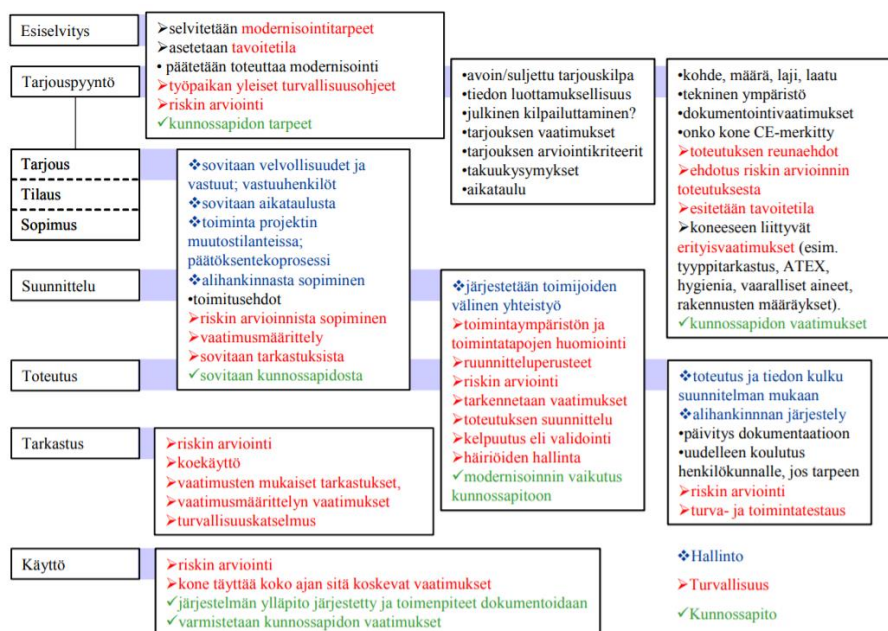 Esiselvitys
➢selvitetään modernisointitarpeet
➢asetetaan tavoitetila
• päätetään toteuttaa modernisointi
➢työpaikan yleiset turvallisuusohjeet
➢riskin arviointi
✓kunnossapidon tarpeet
Tarjouspyyntö
•avoin/suljettu tarjouskilpa
•tiedon luottamuksellisuus
•julkinen kilpailuttaminen?
•tarjouksen vaatimukset
•tarjouksen arviointikriteerit
•takuukysymykset
•aikataulu
•kohde, määrä, laji, laatu
•tekninen ympäristö
•dokumentointivaatimukset
•onko kone CE-merkitty
➢toteutuksen reunaehdot
➢ehdotus riskin arvioinnin
toteutuksesta
➢esitetään tavoitetila
➢koneeseen liittyvät
erityisvaatimukset (esim.
tyyppitarkastus, ATEX,
hygienia, vaaralliset aineet,
rakennusten määräykset).
✓kunnossapidon vaatimukset
Tarjous
Tilaus
Sopimus
❖sovitaan velvollisuudet ja
vastuut; vastuuhenkilöt
❖sovitaan aikataulusta
❖toiminta projektin
muutostilanteissa;
päätöksentekoprosessi
❖alihankinnasta sopiminen
•toimitusehdot
➢riskin arvioinnista sopiminen
➢vaatimusmäärittely
➢sovitaan tarkastuksista
✓sovitaan kunnossapidosta
Suunnittelu
❖järjestetään toimijoiden
välinen yhteistyö
➢toimintaympäristön ja
toimintatapojen huomiointi
➢ruunnitteluperusteet
➢riskin arviointi
➢tarkennetaan vaatimukset
➢toteutuksen suunnittelu
➢kelpuutus eli validointi
➢häiriöiden hallinta
✓modernisoinnin vaikutus
kunnossapitoon
Toteutus
❖toteutus ja tiedon kulku
suunnitelman mukaan
❖alihankinnnan järjestely
•päivitys dokumentaatioon
•uudelleen koulutus
henkilökunnalle, jos tarpeen
➢riskin arviointi
➢turva- ja toimintatestaus
Tarkastus
➢riskin arviointi
➢koekäyttö
➢vaatimusten mukaiset tarkastukset,
➢vaatimusmäärittelyn vaatimukset
➢turvallisuuskatselmus
Käyttö
➢riskin arviointi
➢kone täyttää koko ajan sitä koskevat vaatimukset
✓järjestelmän ylläpito järjestetty ja toimenpiteet dokumentoidaan
✓varmistetaan kunnossapidon vaatimukset
❖Hallinto
➢Turvallisuus
✓Kunnossapito